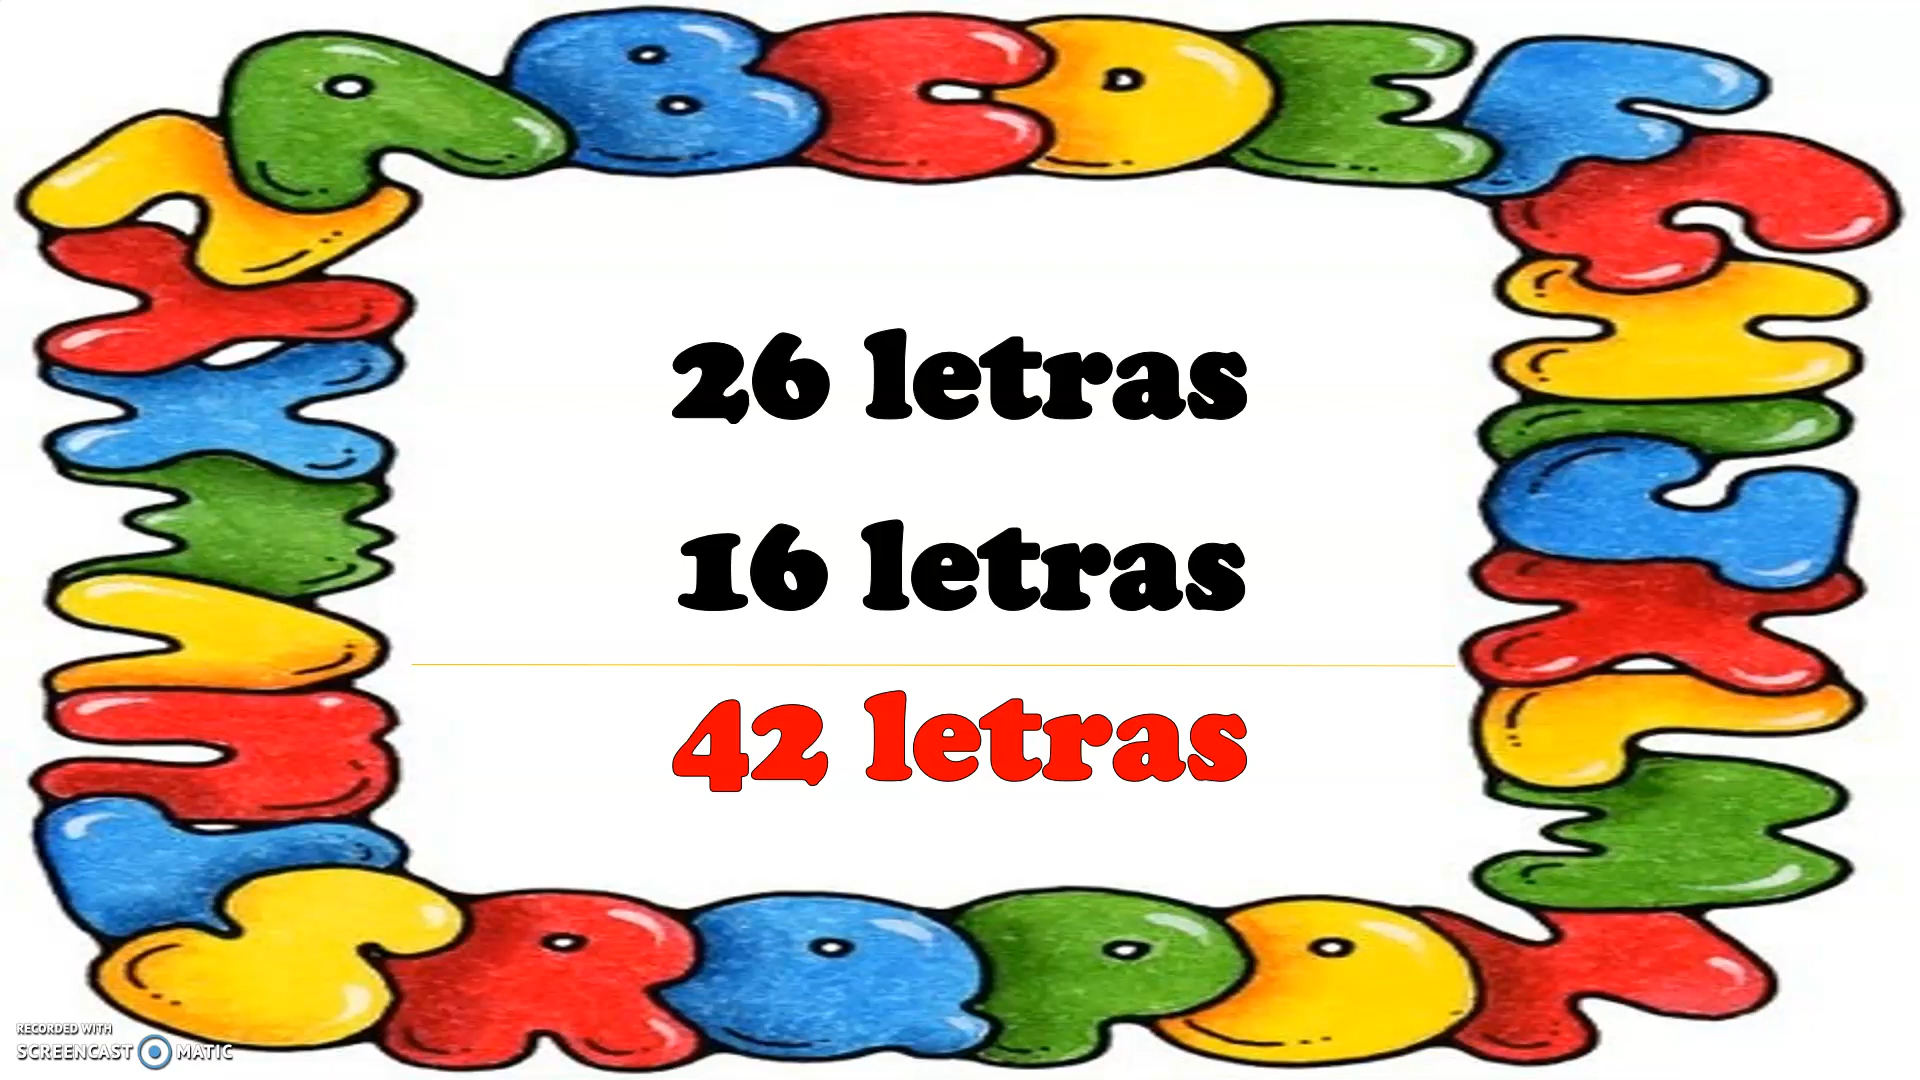 A B C D E F
G
H
I
J
K
L
M
N
O
P
Q
R
S
T
U
V
W
X
Y
Z
26 letras
16 letras
42 letras
RECORDED WITH
SCREENCAST MATIC